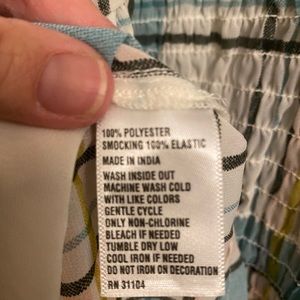 100% POLYESTER
SMOCKING 100% ELASTIC
MADE IN INDIA
WASH INSIDE OUT
MACHINE WASH COLD
WITH LIKE COLORS
GENTLE CYCLE
ONLY NON-CHLORINE
BLEACH IF NEEDED
TUMBLE DRY LOW
COOL IRON IF NEEDED
DO NOT IRON ON DECORATION
RN 31104